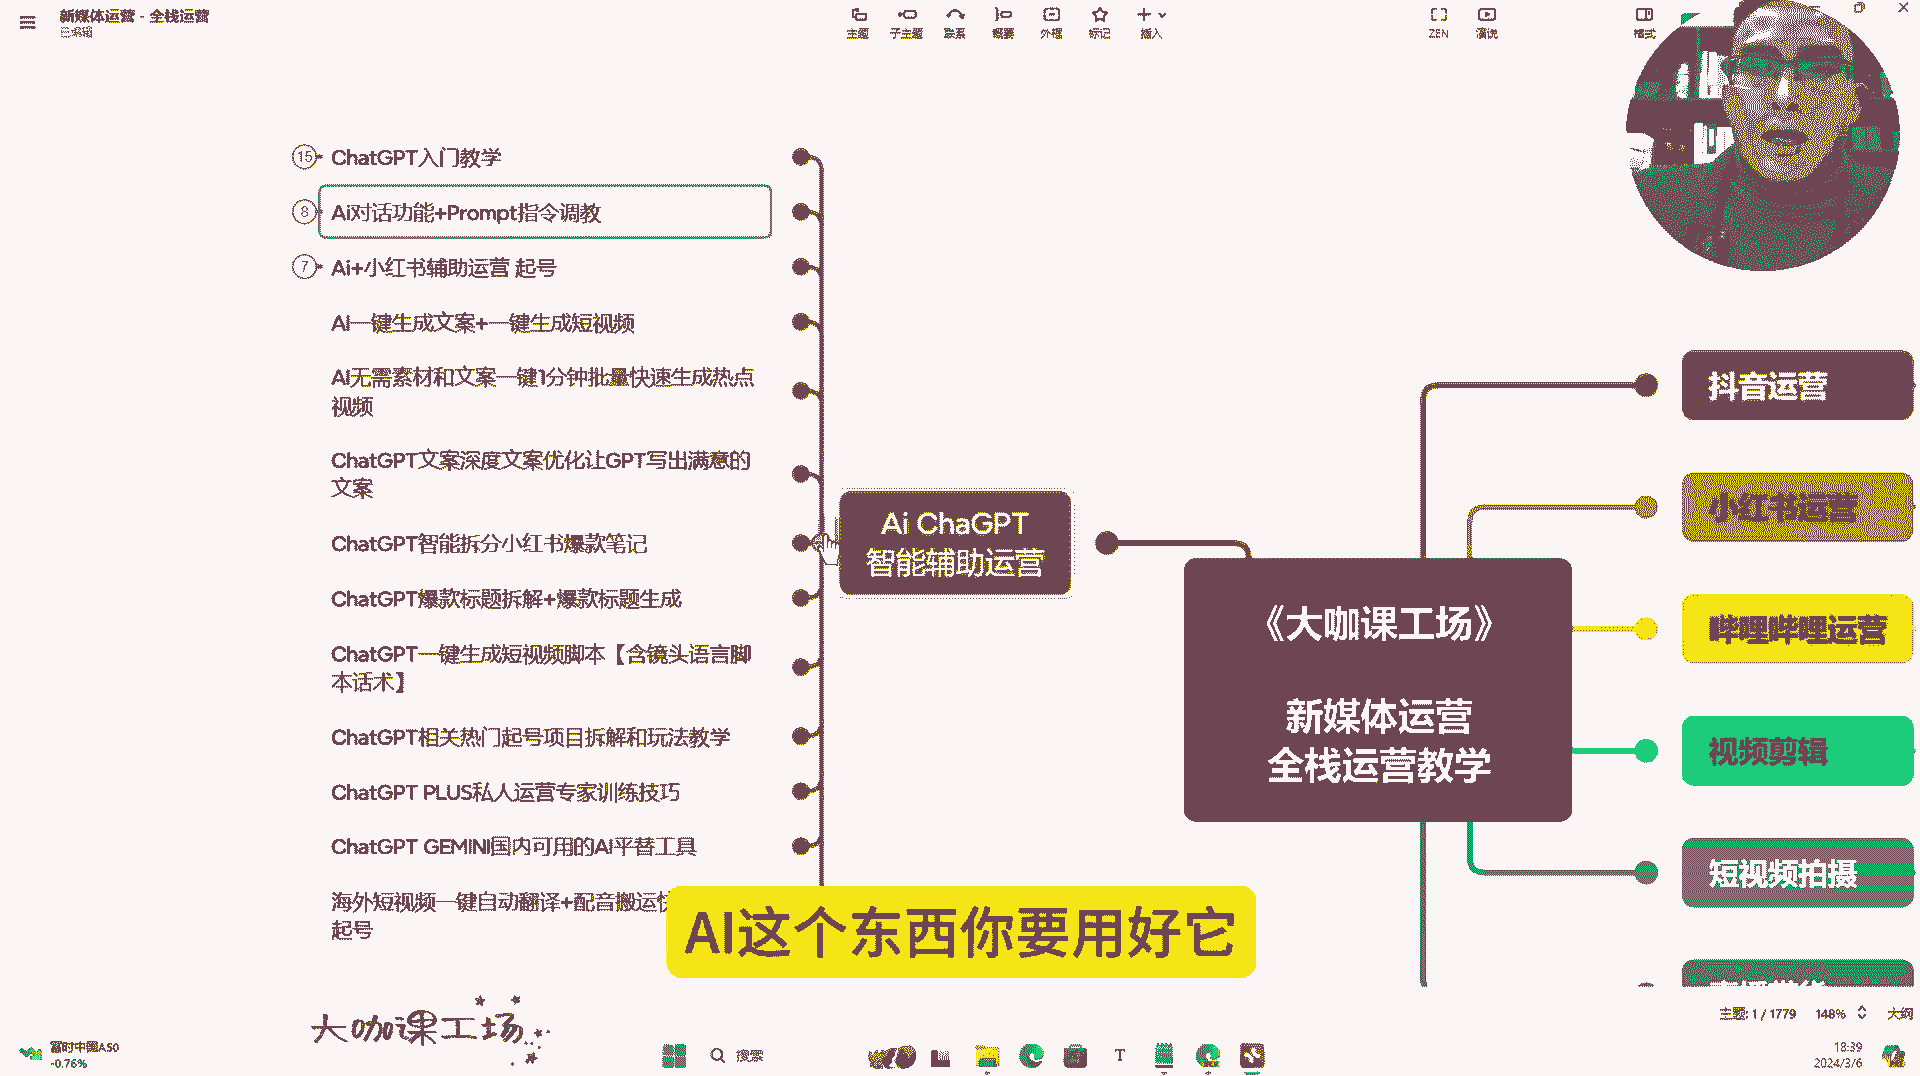 新媒体运营 - 全栈运营
已编辑
主题
子主题
联系
概要
外框
标记
插入
ZEN
演说
格式
15
ChatGPT入门教学
8
Ai对话功能+Prompt指令调教
7
Ai+小红书辅助运营 起号
AI一键生成文案+一键生成短视频
AI无需素材和文案一键1分钟批量快速生成热点
视频
ChatGPT文案深度文案优化让GPT写出满意的
文案
ChatGPT智能拆分小红书爆款笔记
ChatGPT爆款标题拆解+爆款标题生成
ChatGPT一键生成短视频脚本【含镜头语言脚
本话术】
ChatGPT相关热门起号项目拆解和玩法教学
ChatGPT PLUS私人运营专家训练技巧
ChatGPT GEMINI国内可用的AI平替工具
海外短视频一键自动翻译+配音搬运快
起号
Ai ChaGPT
智能辅助运营
《大咖课工场》
新媒体运营
全栈运营教学
抖音运营
小红书运营
哔哩哔哩运营
视频剪辑
短视频拍摄
AI这个东西你要用好它
大咖课工场
主题: 1 / 1779
148%
大纲
富时中国A50
-0.76%
搜索
18:39
2024/3/6